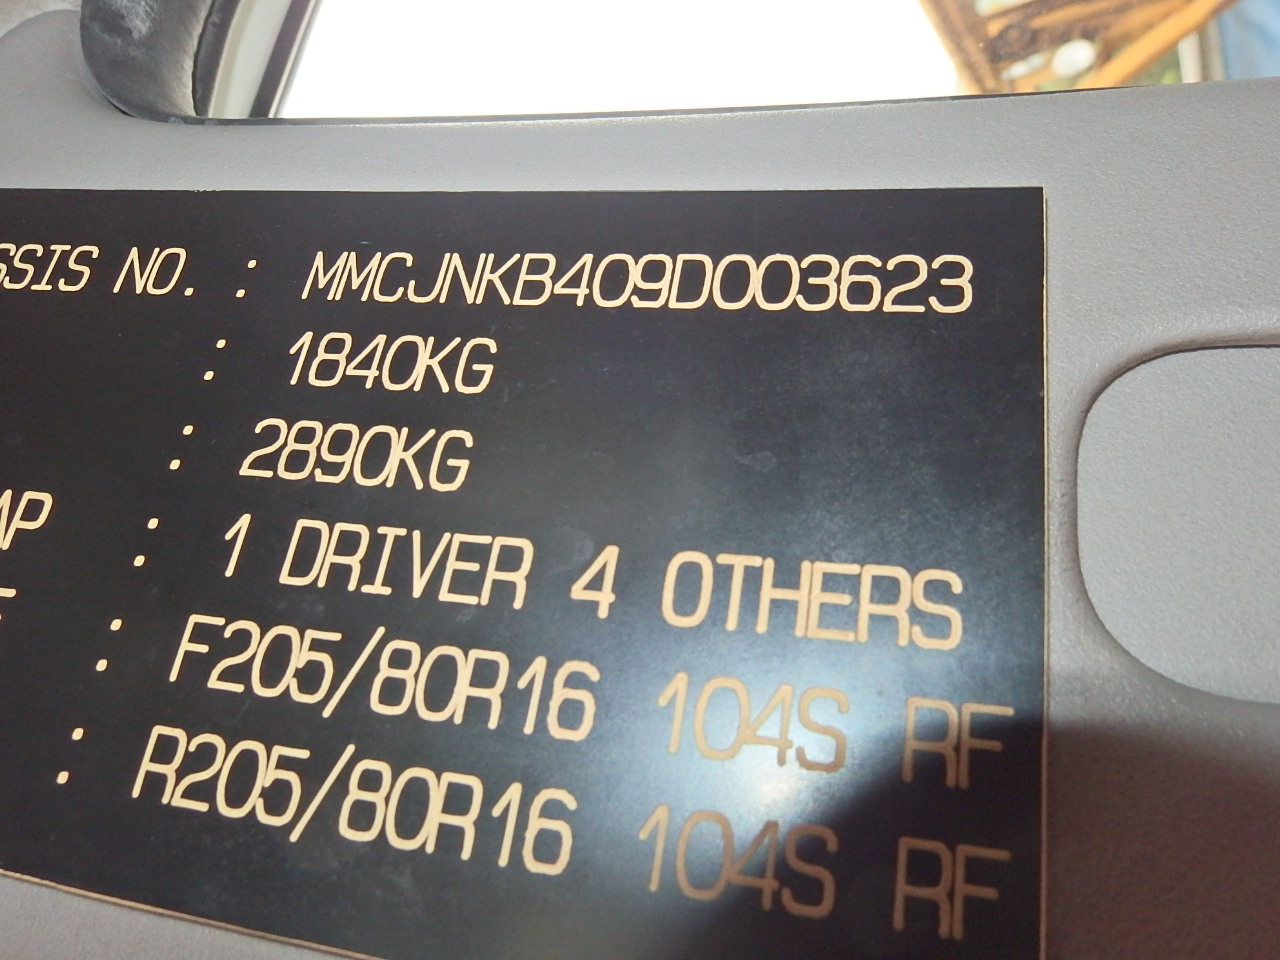 SSIS NO. : MMCJNKB409D003623
: 1840KG
: 2890KG
AP : 1 DRIVER 4 OTHERS
: F205/80R16 104S RF
: R205/80R16 104S RF